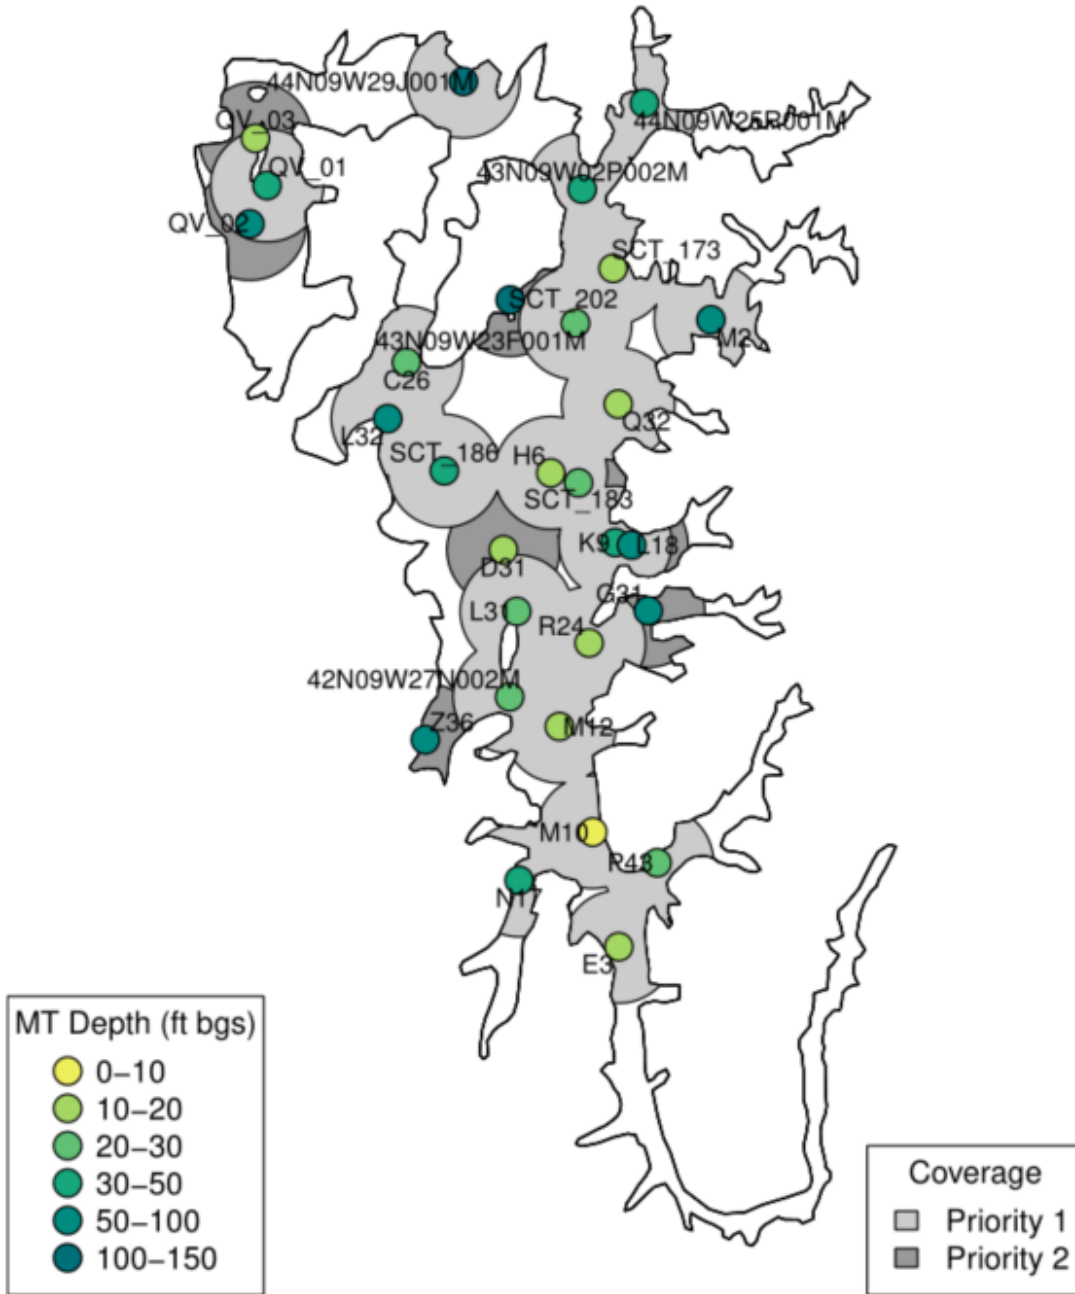 44N09W29J001M
QV_03
44N09W25R001M
QV_01
43N09W02P002M
QV_02
SCT_173
SCT_202
43N09W23F001M
M2
C26
Q32
L32
SCT_186
H6
SCT_183
K9
L18
D31
G31
L31
R24
42N09W27N002M
Z36
M12
M10
P43
N17
E3
MT Depth (ft bgs)
0–10
10–20
20–30
30–50
50–100
100–150
Coverage
Priority 1
Priority 2